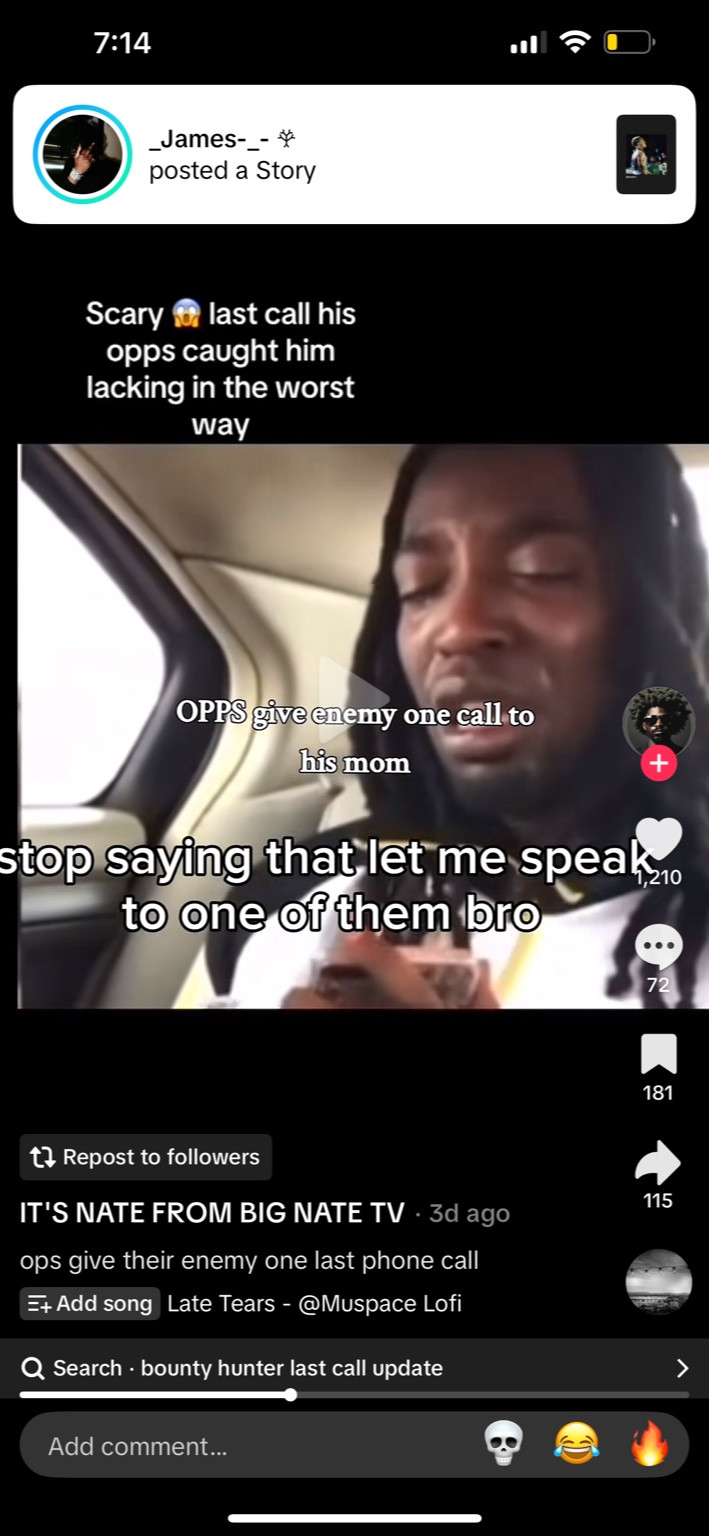 7:14
_James-_-
posted a Story
Scary 😱 last call his
opps caught him
lacking in the worst
way
OPPS give enemy one call to
his mom
stop saying that let me speak
to one of them bro
1,210
72
181
115
Repost to followers
IT'S NATE FROM BIG NATE TV · 3d ago
ops give their enemy one last phone call
Add song Late Tears - @Muspace Lofi
Search · bounty hunter last call update
Add comment... 💀 😂 🔥